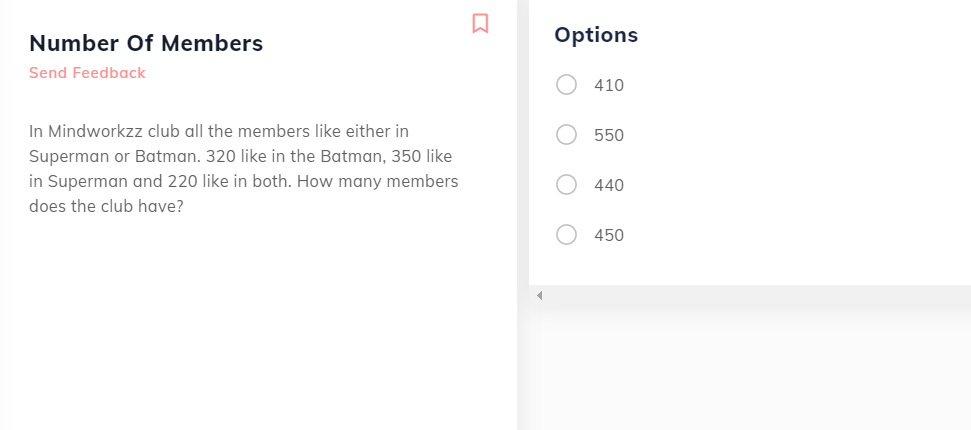 Number Of Members
Send Feedback
In Mindworkzz club all the members like either in
Superman or Batman. 320 like in the Batman, 350 like
in Superman and 220 like in both. How many members
does the club have?
Options
410
550
440
450